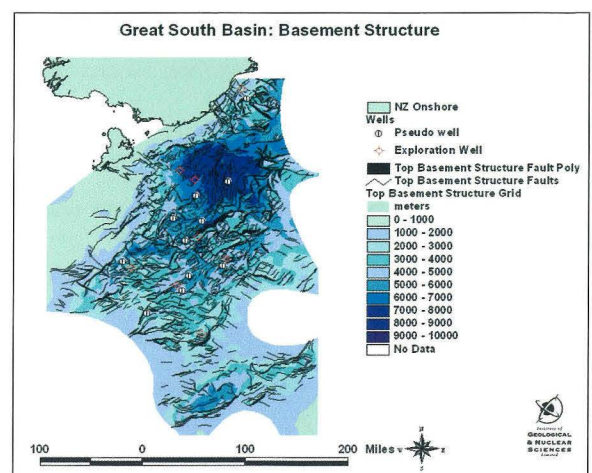 Great South Basin: Basement Structure
NZ Onshore
Wells
Pseudo well
Exploration Well
Top Basement Structure Fault Poly
Top Basement Structure Faults
Top Basement Structure Grid
meters
0 - 1000
1000 - 2000
2000 - 3000
3000 - 4000
4000 - 5000
5000 - 6000
6000 - 7000
7000 - 8000
8000 - 9000
9000 - 10000
No Data
Institute of
GEOLOGICAL
& NUCLEAR
SCIENCES
Limited
100 0 100 200 Miles